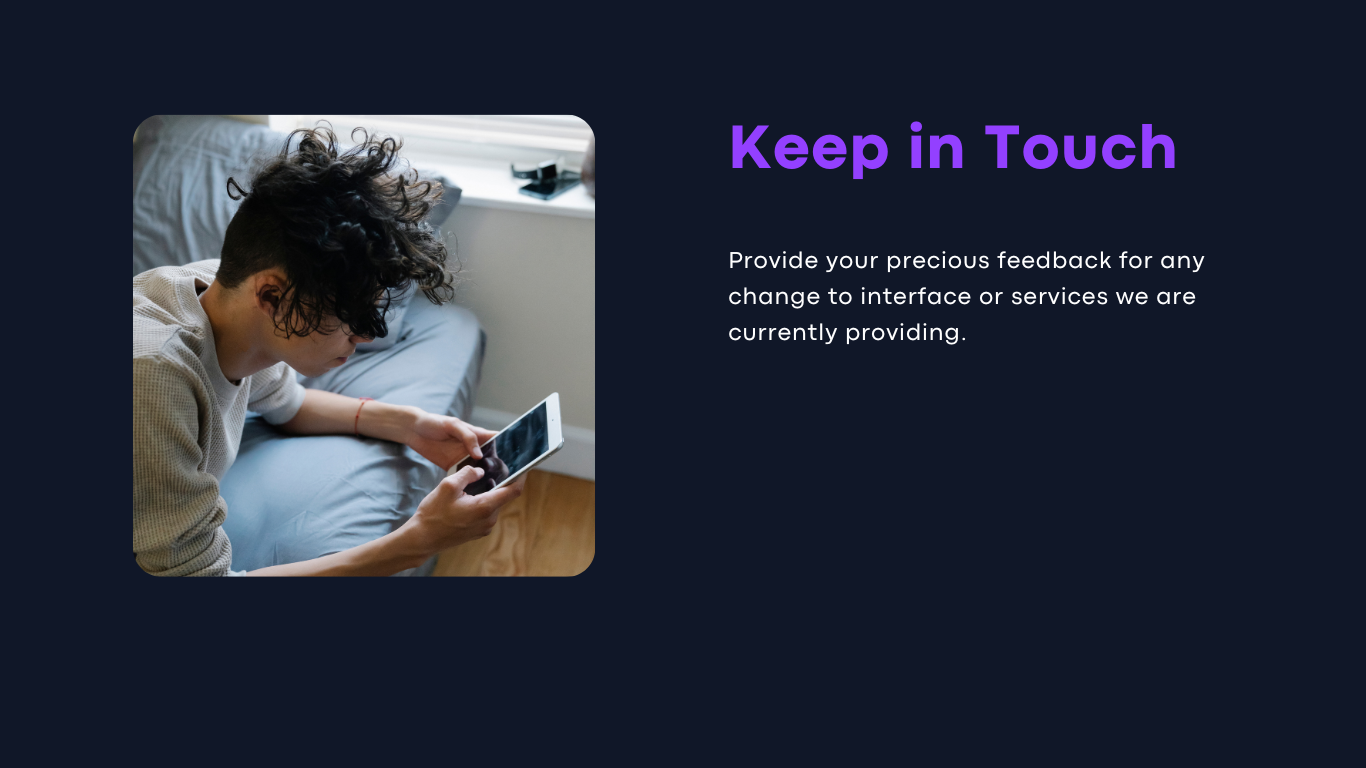 Keep in Touch
Provide your precious feedback for any
change to interface or services we are
currently providing.